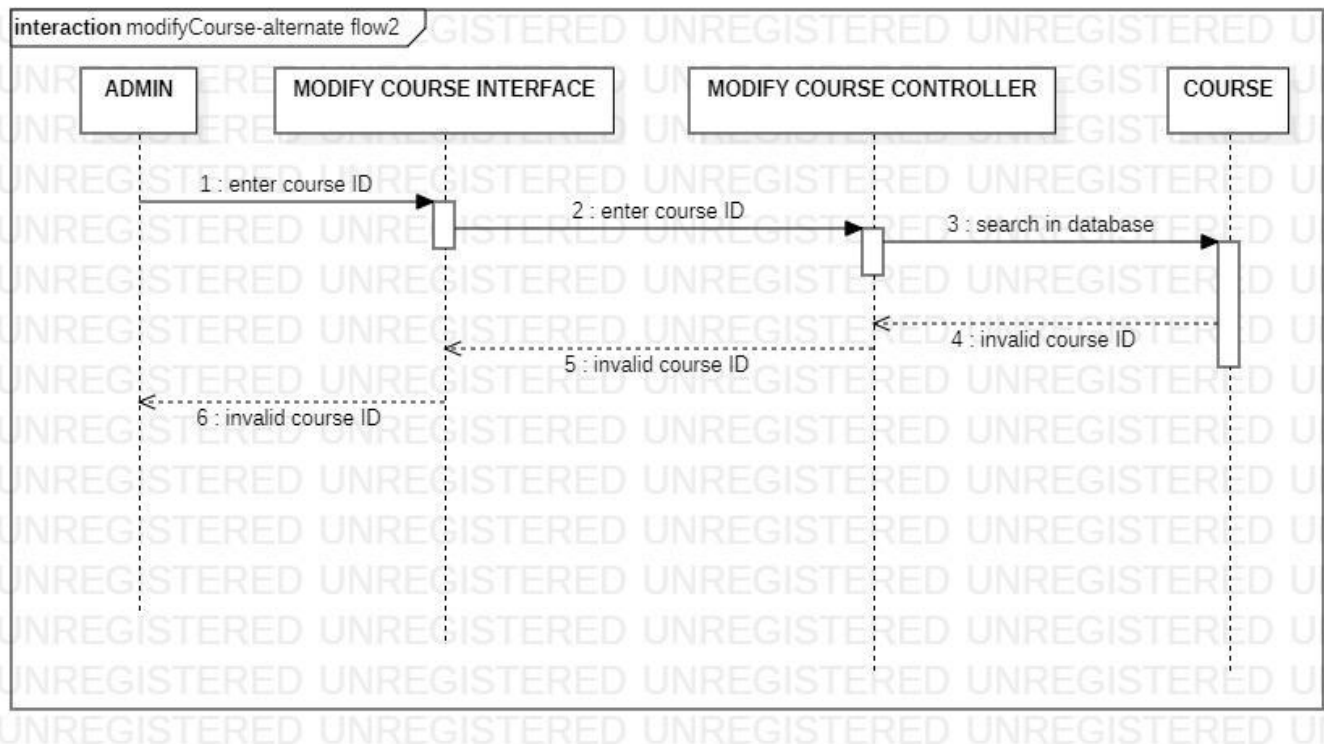 interaction modifyCourse-alternate flow2
ADMIN
MODIFY COURSE INTERFACE
MODIFY COURSE CONTROLLER
COURSE
1 : enter course ID
2 : enter course ID
3 : search in database
4 : invalid course ID
5 : invalid course ID
6 : invalid course ID
UNREGISTERED